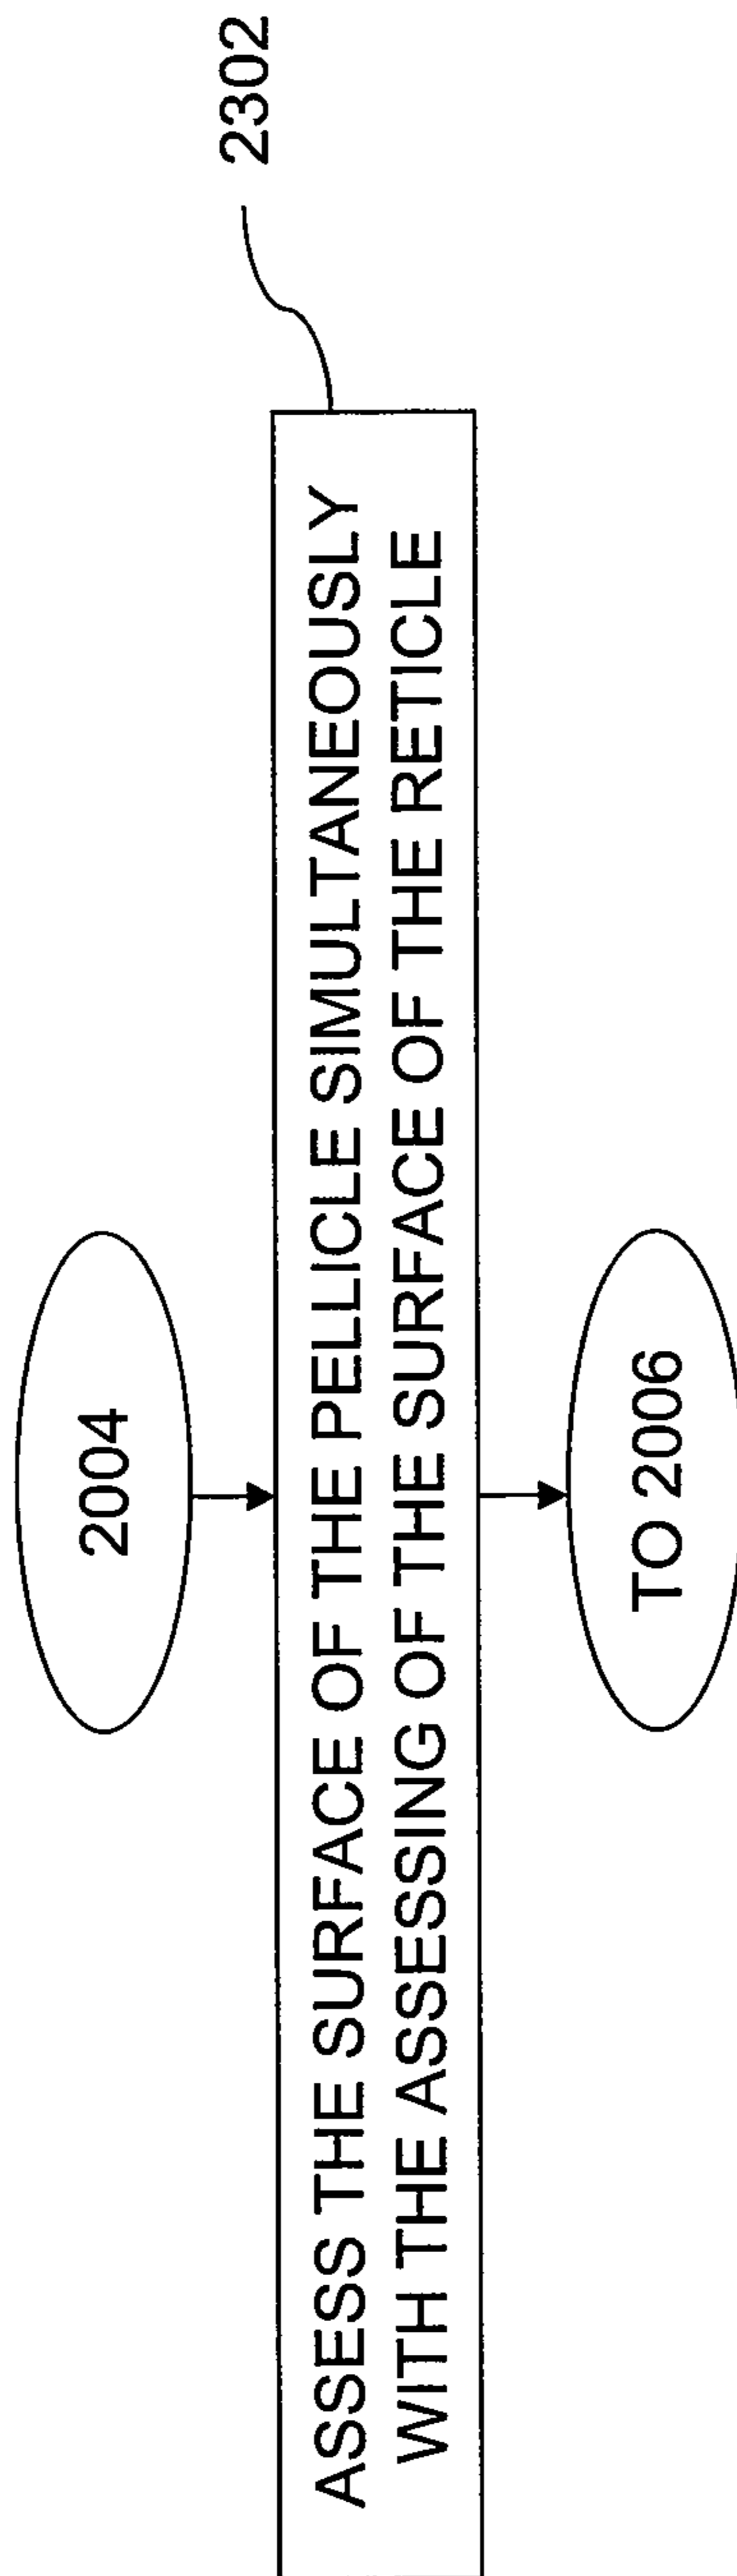 2004
ASSESS THE SURFACE OF THE PELLICLE SIMULTANEOUSLY
WITH THE ASSESSING OF THE SURFACE OF THE RETICLE
2302
TO 2006